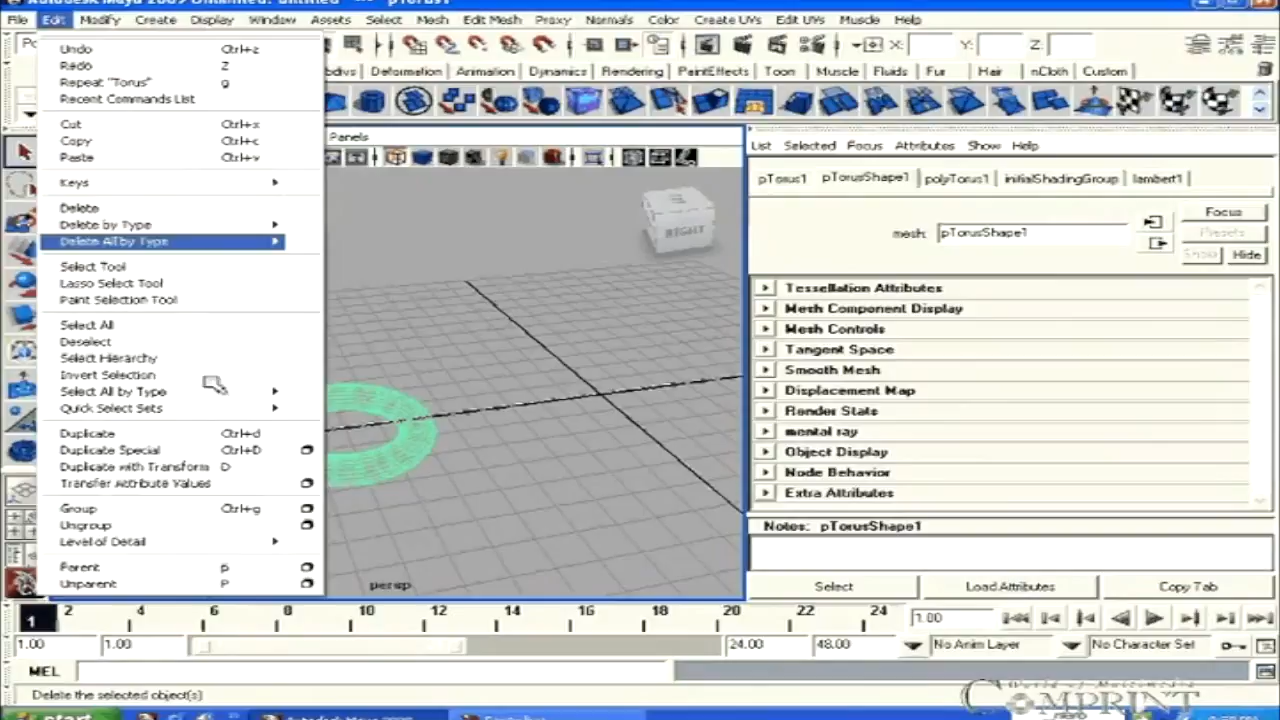 Autodesk Maya 2009 Unlimited: untitled --- pTorus1
File Edit Modify Create Display Window Assets Select Mesh Edit Mesh Proxy Normals Color Create UVs Edit UVs Muscle Help
X: Y: Z:
Deformation Animation Dynamics Rendering PaintEffects Toon Muscle Fluids Fur Hair nCloth Custom
Undo Ctrl+z
Redo Z
Repeat "Torus" g
Recent Commands List
Cut Ctrl+x
Copy Ctrl+c
Paste Ctrl+v
Keys
Delete
Delete by Type
Delete All by Type
Select Tool
Lasso Select Tool
Paint Selection Tool
Select All
Deselect
Select Hierarchy
Invert Selection
Select All by Type
Quick Select Sets
Duplicate Ctrl+d
Duplicate Special Ctrl+D
Duplicate with Transform D
Transfer Attribute Values
Group Ctrl+g
Ungroup
Level of Detail
Parent p
Unparent P
Panels
RIGHT
persp
List Selected Focus Attributes Show Help
pTorus1 pTorusShape1 polyTorus1 initialShadingGroup lambert1
mesh: pTorusShape1
Focus
Presets
Show Hide
Tessellation Attributes
Mesh Component Display
Mesh Controls
Tangent Space
Smooth Mesh
Displacement Map
Render Stats
mental ray
Object Display
Node Behavior
Extra Attributes
Notes: pTorusShape1
Select Load Attributes Copy Tab
1 2 4 6 8 10 12 14 16 18 20 22 24 1.00
1.00 1.00 24.00 48.00 No Anim Layer No Character Set
MEL
Delete the selected object(s)
COMPRINT
start